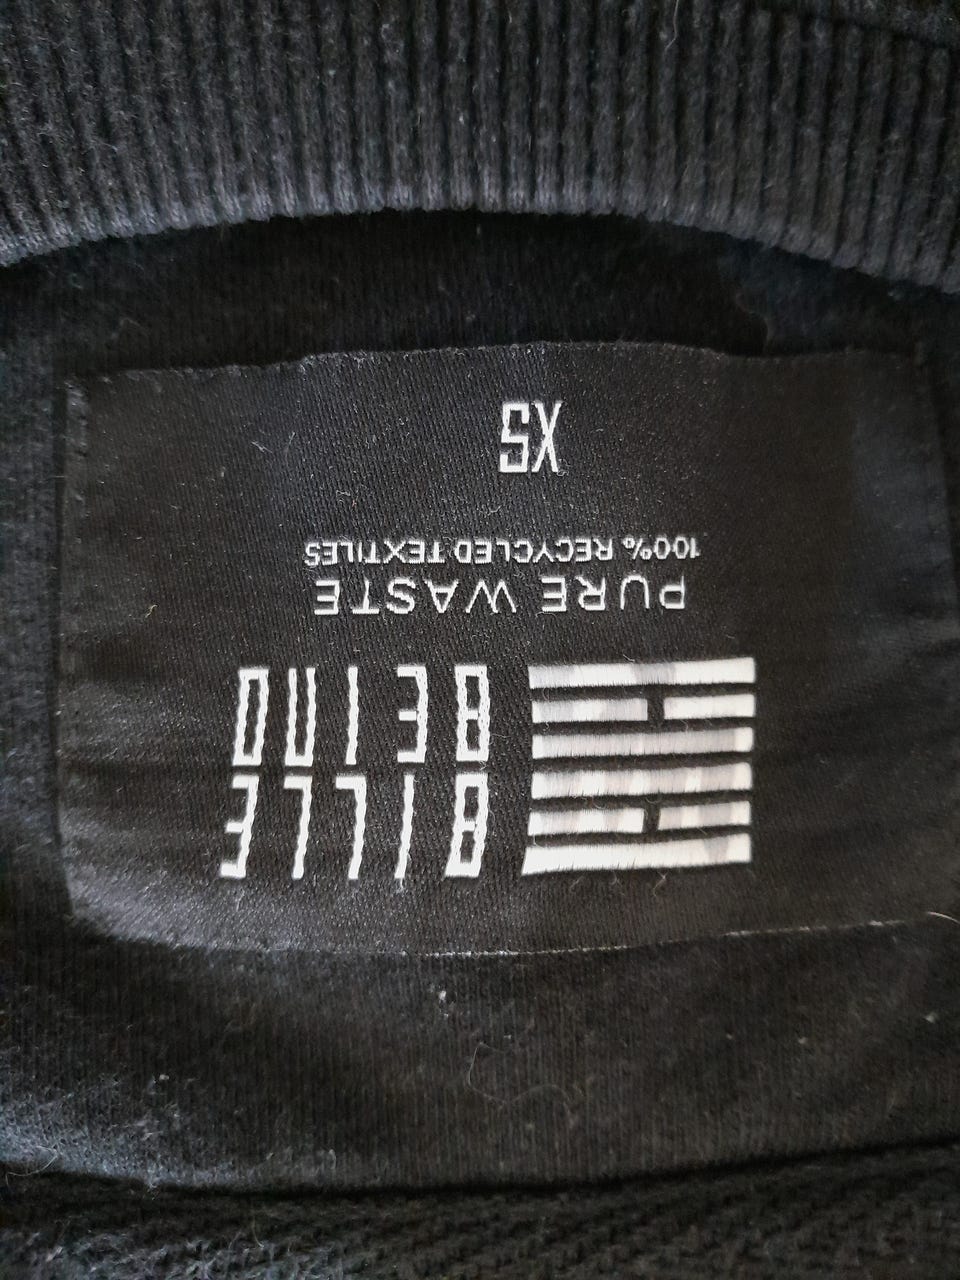 BILLE
BEINO
PURE WASTE
100% RECYCLED TEXTILES
XS